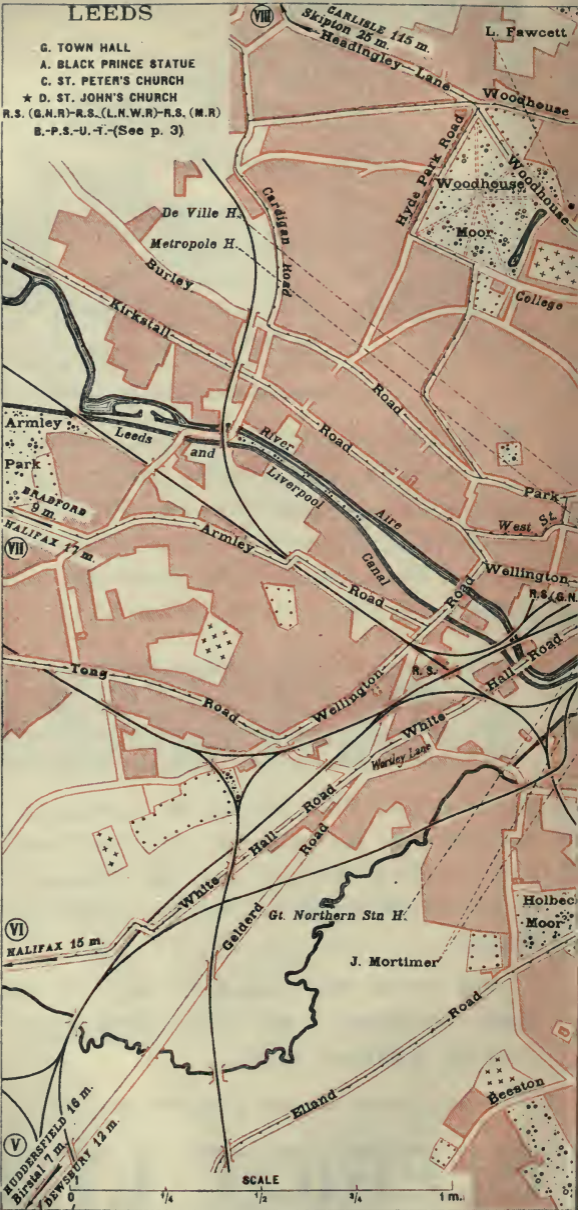 LEEDS
G. TOWN HALL
A. BLACK PRINCE STATUE
C. ST. PETER'S CHURCH
★ D. ST. JOHN'S CHURCH
R.S. (G.N.R)-R.S. (L.N.W.R)-R.S. (M.R)
B.-P.S.-U.-T.-(See p. 3)
VIII
CARLISLE 115 m.
Skipton 25 m.
Headingley Lane
L. Fawcett
Woodhouse
Woodhouse
Hyde Park Road
Woodhouse
Moor
Cardigan Road
De Ville H.
Metropole H.
College
Burley
Road
Kirkstall
Road
Armley
Park
Leeds
and
Liverpool
Canal
River
Aire
Park
West St.
BRADFORD
9 m.
HALIFAX 17 m.
VII
Armley
Road
Wellington
R.S. (G.N.
Tong
Road
Wellington
Road
R. S.
White
Hall Road
Wortley Lane
White
Hall
Road
Gelderd
Road
Gt. Northern Stn H.
Holbec
Moor
VI
HALIFAX 15 m.
J. Mortimer
Elland
Road
Beeston
V
HUDDERSFIELD 16 m.
Birstal 7 m.
DEWSBURY 12 m.
SCALE
0 1/4 1/2 3/4 1 m.